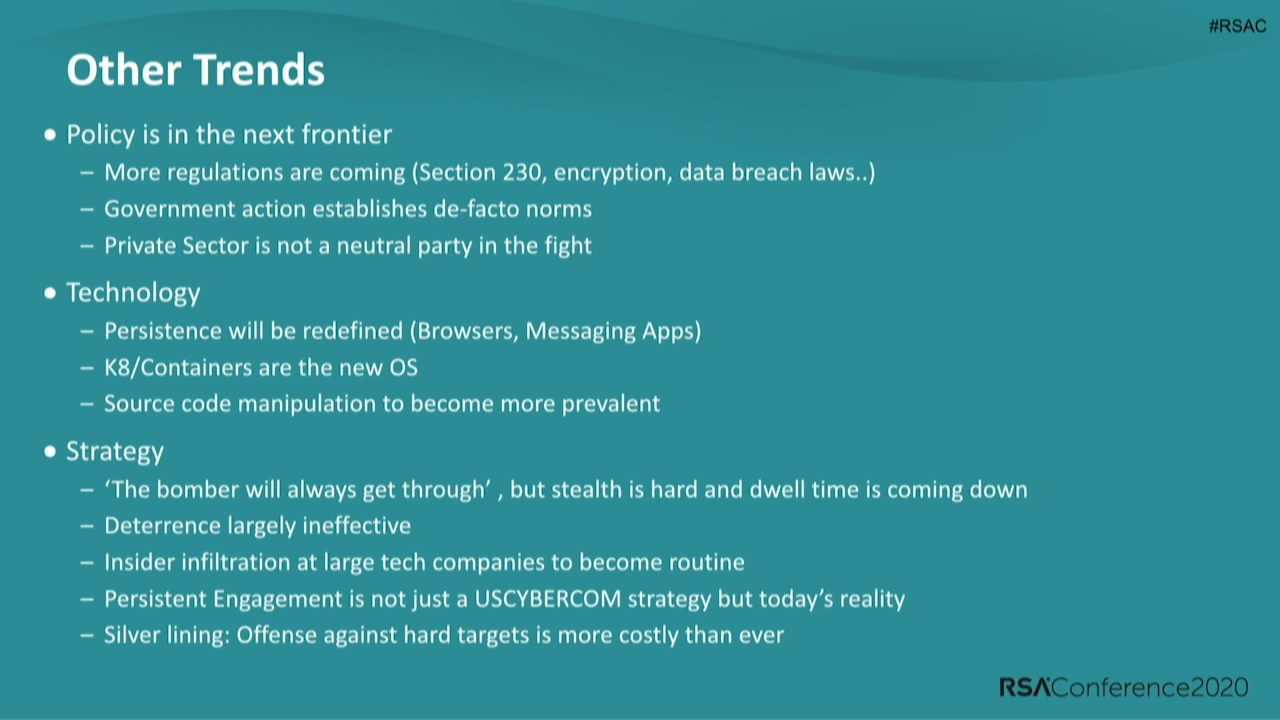 #RSAC
Other Trends
• Policy is in the next frontier
– More regulations are coming (Section 230, encryption, data breach laws..)
– Government action establishes de-facto norms
– Private Sector is not a neutral party in the fight
• Technology
– Persistence will be redefined (Browsers, Messaging Apps)
– K8/Containers are the new OS
– Source code manipulation to become more prevalent
• Strategy
– ‘The bomber will always get through’ , but stealth is hard and dwell time is coming down
– Deterrence largely ineffective
– Insider infiltration at large tech companies to become routine
– Persistent Engagement is not just a USCYBERCOM strategy but today’s reality
– Silver lining: Offense against hard targets is more costly than ever
RSAConference2020